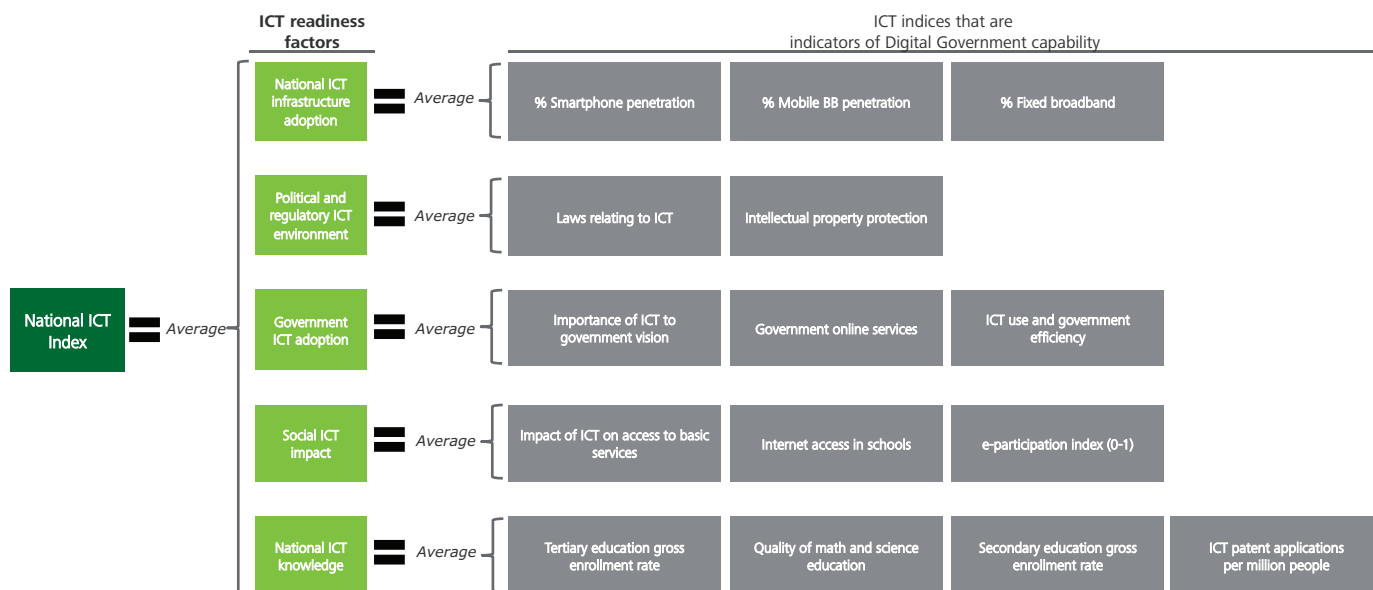 ICT readiness
factors
ICT indices that are
indicators of Digital Government capability
National ICT
infrastructure
adoption
Average
% Smartphone penetration
% Mobile BB penetration
% Fixed broadband
Political and
regulatory ICT
environment
Average
Laws relating to ICT
Intellectual property protection
National ICT
Index
Average
Government
ICT adoption
Average
Importance of ICT to
government vision
Government online services
ICT use and government
efficiency
Social ICT
impact
Average
Impact of ICT on access to basic
services
Internet access in schools
e-participation index (0-1)
National ICT
knowledge
Average
Tertiary education gross
enrollment rate
Quality of math and science
education
Secondary education gross
enrollment rate
ICT patent applications
per million people